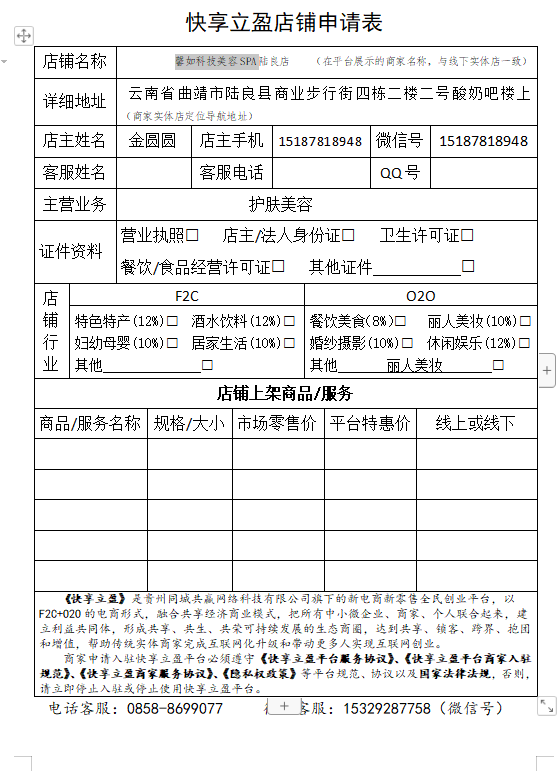 快享立盈店铺申请表
店铺名称 馨如科技美容SPA陆良店 （在平台展示的商家名称，与线下实体店一致）
详细地址 云南省曲靖市陆良县商业步行街四栋二楼二号酸奶吧楼上
（商家实体店定位导航地址）
店主姓名 金圆圆 店主手机 15187818948 微信号 15187818948
客服姓名 客服电话 QQ号
主营业务 护肤美容
证件资料 营业执照□ 店主/法人身份证□ 卫生许可证□
餐饮/食品经营许可证□ 其他证件__________□
店铺行业 F2C O2O
特色特产(12%)□ 酒水饮料(12%)□ 餐饮美食(8%)□ 丽人美妆(10%)□
妇幼母婴(10%)□ 居家生活(10%)□ 婚纱摄影(10%)□ 休闲娱乐(12%)□
其他______________□ 其他 丽人美妆 □
店铺上架商品/服务
商品/服务名称 规格/大小 市场零售价 平台特惠价 线上或线下
《快享立盈》是贵州同城共赢网络科技有限公司旗下的新电商新零售全民创业平台，以
F2C+O2O的电商形式，融合共享经济商业模式，把所有中小微企业、商家、个人联合起来，建
立利益共同体，形成共享、共生、共荣可持续发展的生态商圈，达到共享、锁客、跨界、抱团
和增值，帮助传统实体商家完成互联网化升级和带动更多人实现互联网创业。
商家申请入驻快享立盈平台必须遵守《快享立盈平台服务协议》、《快享立盈平台商家入驻
规范》、《快享立盈商家服务协议》、《隐私权政策》等平台规范、协议以及国家法律法规，否则，
请立即停止入驻或停止使用快享立盈平台。
电话客服：0858-8699077 客服：15329287758（微信号）